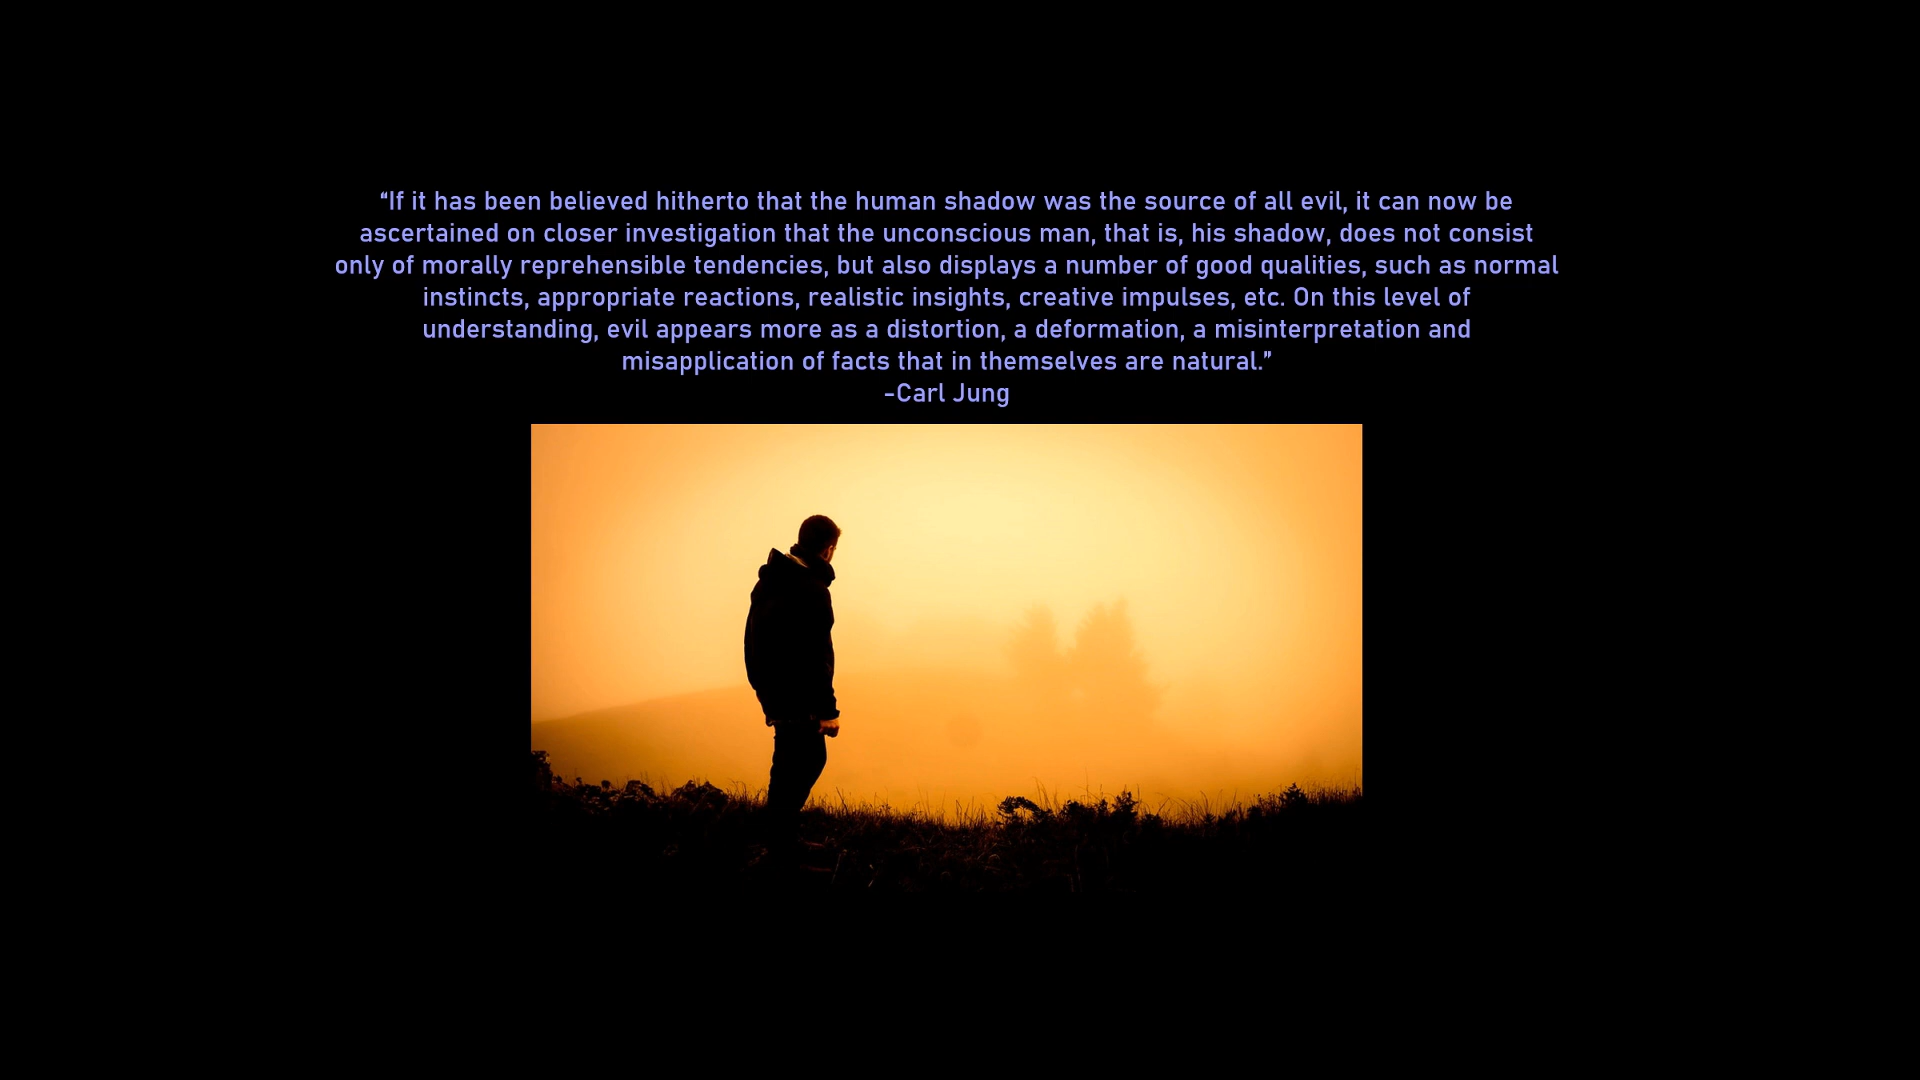 “If it has been believed hitherto that the human shadow was the source of all evil, it can now be
ascertained on closer investigation that the unconscious man, that is, his shadow, does not consist
only of morally reprehensible tendencies, but also displays a number of good qualities, such as normal
instincts, appropriate reactions, realistic insights, creative impulses, etc. On this level of
understanding, evil appears more as a distortion, a deformation, a misinterpretation and
misapplication of facts that in themselves are natural.”
-Carl Jung